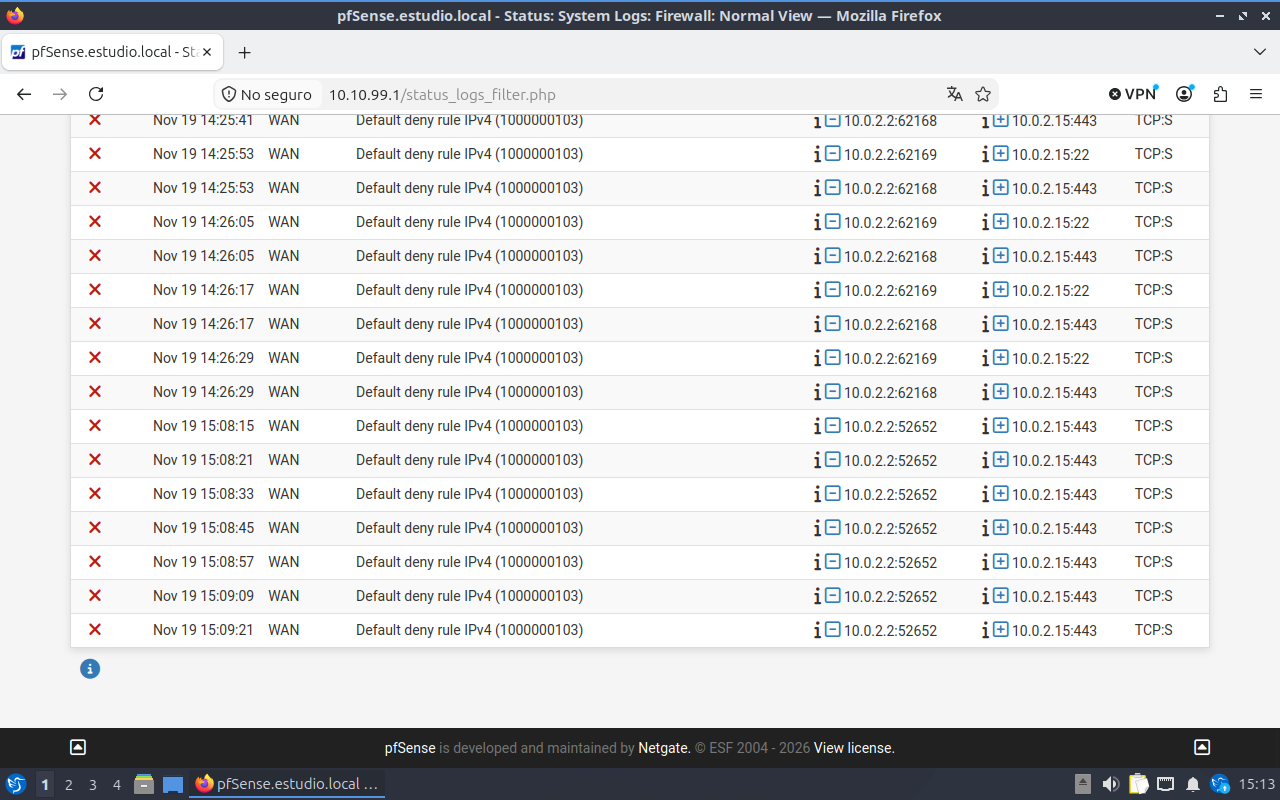 pfSense.estudio.local - Status: System Logs: Firewall: Normal View — Mozilla Firefox
pfSense.estudio.local - Sta
No seguro 10.10.99.1/status_logs_filter.php VPN
Nov 19 14:25:41 WAN Default deny rule IPv4 (1000000103) 10.0.2.2:62168 10.0.2.15:443 TCP:S
Nov 19 14:25:53 WAN Default deny rule IPv4 (1000000103) 10.0.2.2:62169 10.0.2.15:22 TCP:S
Nov 19 14:25:53 WAN Default deny rule IPv4 (1000000103) 10.0.2.2:62168 10.0.2.15:443 TCP:S
Nov 19 14:26:05 WAN Default deny rule IPv4 (1000000103) 10.0.2.2:62169 10.0.2.15:22 TCP:S
Nov 19 14:26:05 WAN Default deny rule IPv4 (1000000103) 10.0.2.2:62168 10.0.2.15:443 TCP:S
Nov 19 14:26:17 WAN Default deny rule IPv4 (1000000103) 10.0.2.2:62169 10.0.2.15:22 TCP:S
Nov 19 14:26:17 WAN Default deny rule IPv4 (1000000103) 10.0.2.2:62168 10.0.2.15:443 TCP:S
Nov 19 14:26:29 WAN Default deny rule IPv4 (1000000103) 10.0.2.2:62169 10.0.2.15:22 TCP:S
Nov 19 14:26:29 WAN Default deny rule IPv4 (1000000103) 10.0.2.2:62168 10.0.2.15:443 TCP:S
Nov 19 15:08:15 WAN Default deny rule IPv4 (1000000103) 10.0.2.2:52652 10.0.2.15:443 TCP:S
Nov 19 15:08:21 WAN Default deny rule IPv4 (1000000103) 10.0.2.2:52652 10.0.2.15:443 TCP:S
Nov 19 15:08:33 WAN Default deny rule IPv4 (1000000103) 10.0.2.2:52652 10.0.2.15:443 TCP:S
Nov 19 15:08:45 WAN Default deny rule IPv4 (1000000103) 10.0.2.2:52652 10.0.2.15:443 TCP:S
Nov 19 15:08:57 WAN Default deny rule IPv4 (1000000103) 10.0.2.2:52652 10.0.2.15:443 TCP:S
Nov 19 15:09:09 WAN Default deny rule IPv4 (1000000103) 10.0.2.2:52652 10.0.2.15:443 TCP:S
Nov 19 15:09:21 WAN Default deny rule IPv4 (1000000103) 10.0.2.2:52652 10.0.2.15:443 TCP:S
pfSense is developed and maintained by Netgate. © ESF 2004 - 2026 View license.
1 2 3 4 pfSense.estudio.local ... 15:13